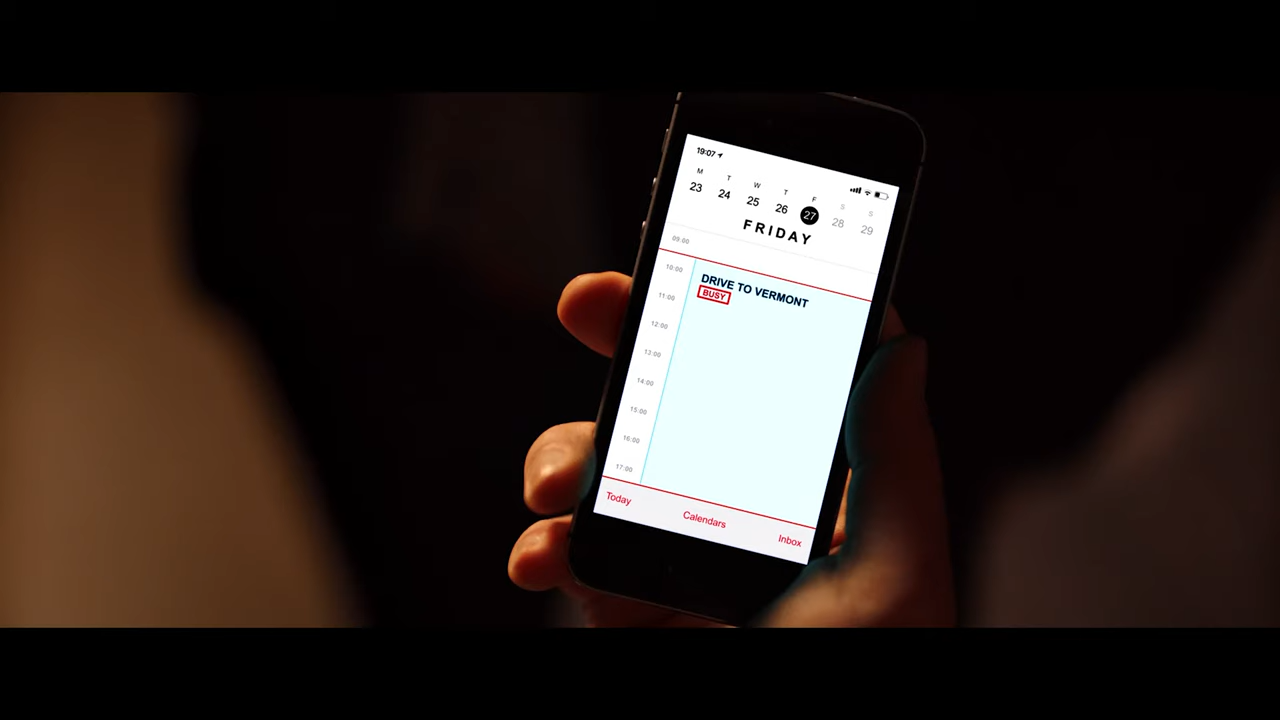 19:07
M T W T F S S
23 24 25 26 27 28 29
FRIDAY
09:00
10:00
DRIVE TO VERMONT
BUSY
11:00
12:00
13:00
14:00
15:00
16:00
17:00
Today Calendars Inbox